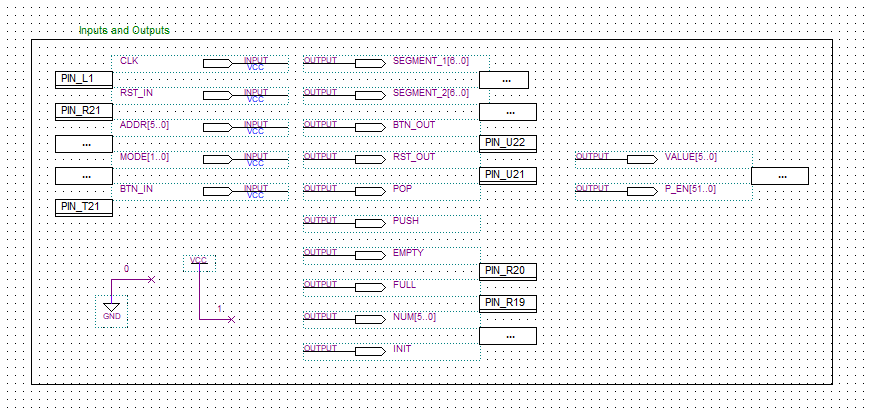 Inputs and Outputs
CLK INPUT VCC
PIN_L1
RST_IN INPUT VCC
PIN_R21
ADDR[5..0] INPUT VCC
...
MODE[1..0] INPUT VCC
...
BTN_IN INPUT VCC
PIN_T21
OUTPUT SEGMENT_1[6..0]
...
OUTPUT SEGMENT_2[6..0]
...
OUTPUT BTN_OUT
PIN_U22
OUTPUT RST_OUT
PIN_U21
OUTPUT POP
OUTPUT PUSH
OUTPUT EMPTY
PIN_R20
OUTPUT FULL
PIN_R19
OUTPUT NUM[5..0]
...
OUTPUT INIT
OUTPUT VALUE[5..0]
...
OUTPUT P_EN[51..0]
0
GND
VCC
1